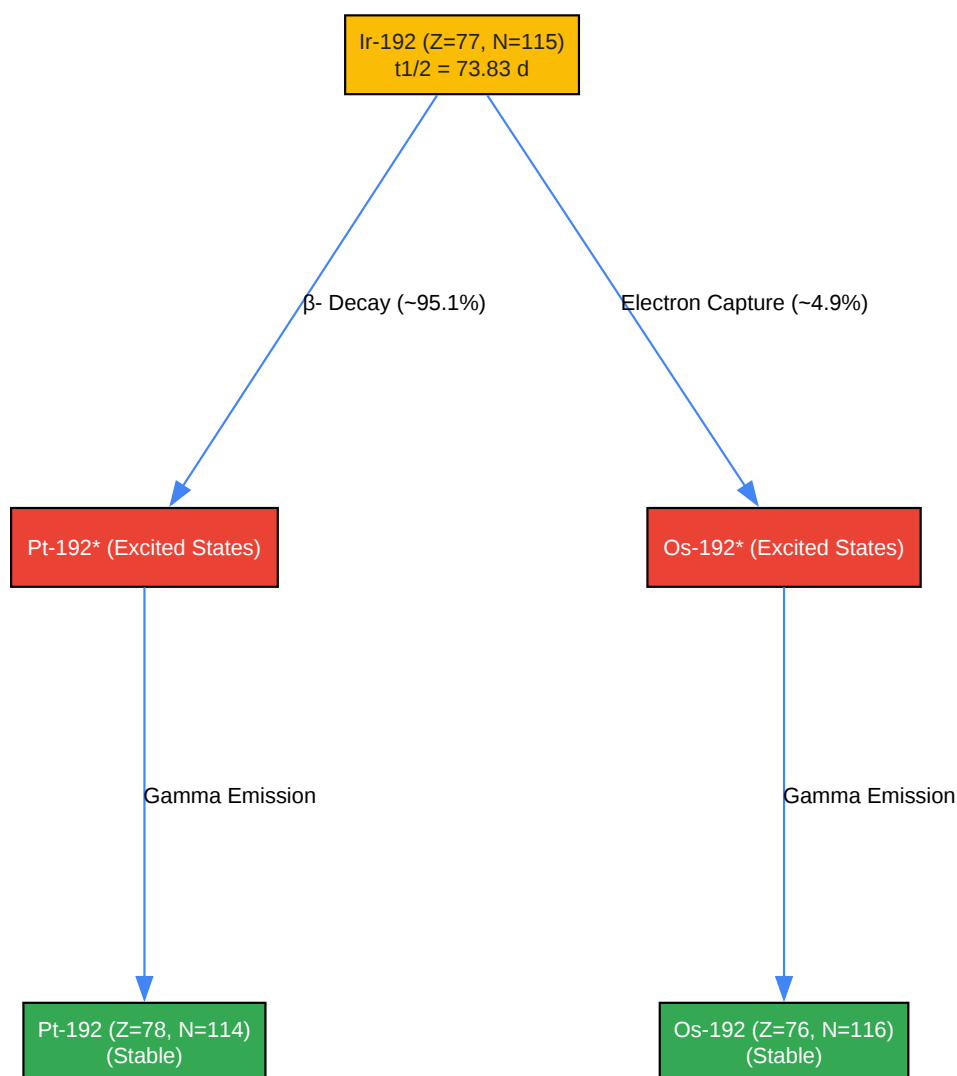 Ir-192 (Z=77, N=115)
t1/2 = 73.83 d
β- Decay (~95.1%)
Electron Capture (~4.9%)
Pt-192* (Excited States)
Os-192* (Excited States)
Gamma Emission
Gamma Emission
Pt-192 (Z=78, N=114)
(Stable)
Os-192 (Z=76, N=116)
(Stable)